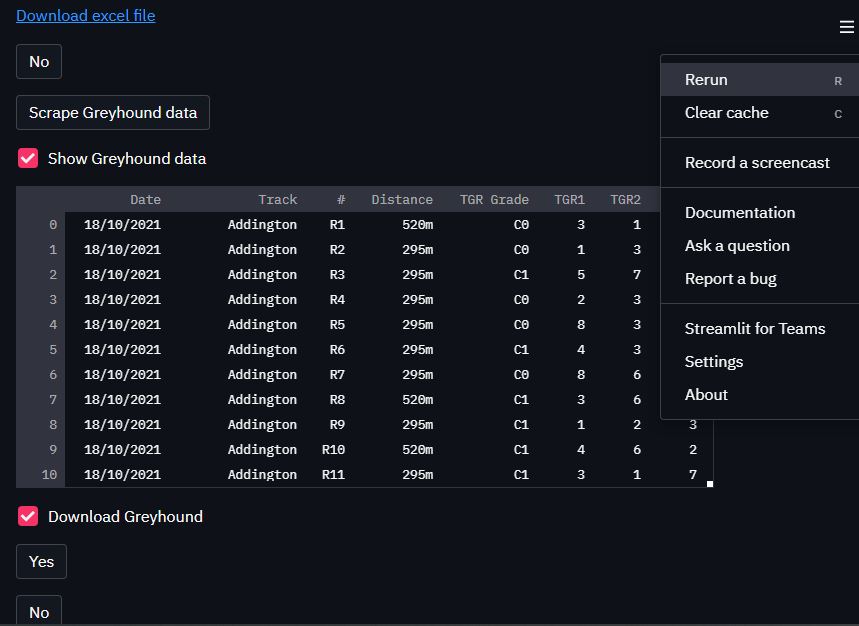 Download excel file
No
Scrape Greyhound data
Show Greyhound data
Date Track # Distance TGR Grade TGR1 TGR2
0 18/10/2021 Addington R1 520m C0 3 1
1 18/10/2021 Addington R2 295m C0 1 3
2 18/10/2021 Addington R3 295m C1 5 7
3 18/10/2021 Addington R4 295m C0 2 3
4 18/10/2021 Addington R5 295m C0 8 3
5 18/10/2021 Addington R6 295m C1 4 3
6 18/10/2021 Addington R7 295m C0 8 6
7 18/10/2021 Addington R8 520m C1 3 6
8 18/10/2021 Addington R9 295m C1 1 2 3
9 18/10/2021 Addington R10 520m C1 4 6 2
10 18/10/2021 Addington R11 295m C1 3 1 7
Download Greyhound
Yes
No
Rerun R
Clear cache C
Record a screencast
Documentation
Ask a question
Report a bug
Streamlit for Teams
Settings
About